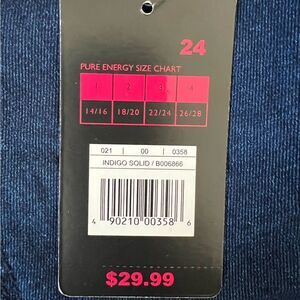 24
PURE ENERGY SIZE CHART
1 2 3 4
14/16 18/20 22/24 26/28
021 | 00 | 0358
INDIGO SOLID / B006866
4 90210 00358 6
$29.99